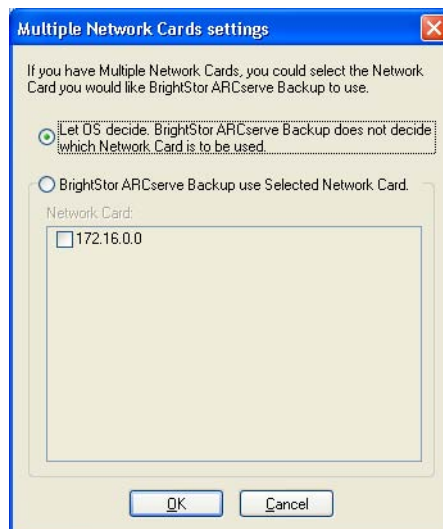 Multiple Network Cards settings
If you have Multiple Network Cards, you could select the Network
Card you would like BrightStor ARCserve Backup to use.
Let OS decide. BrightStor ARCserve Backup does not decide
which Network Card is to be used.
BrightStor ARCserve Backup use Selected Network Card.
Network Card:
172.16.0.0
OK
Cancel